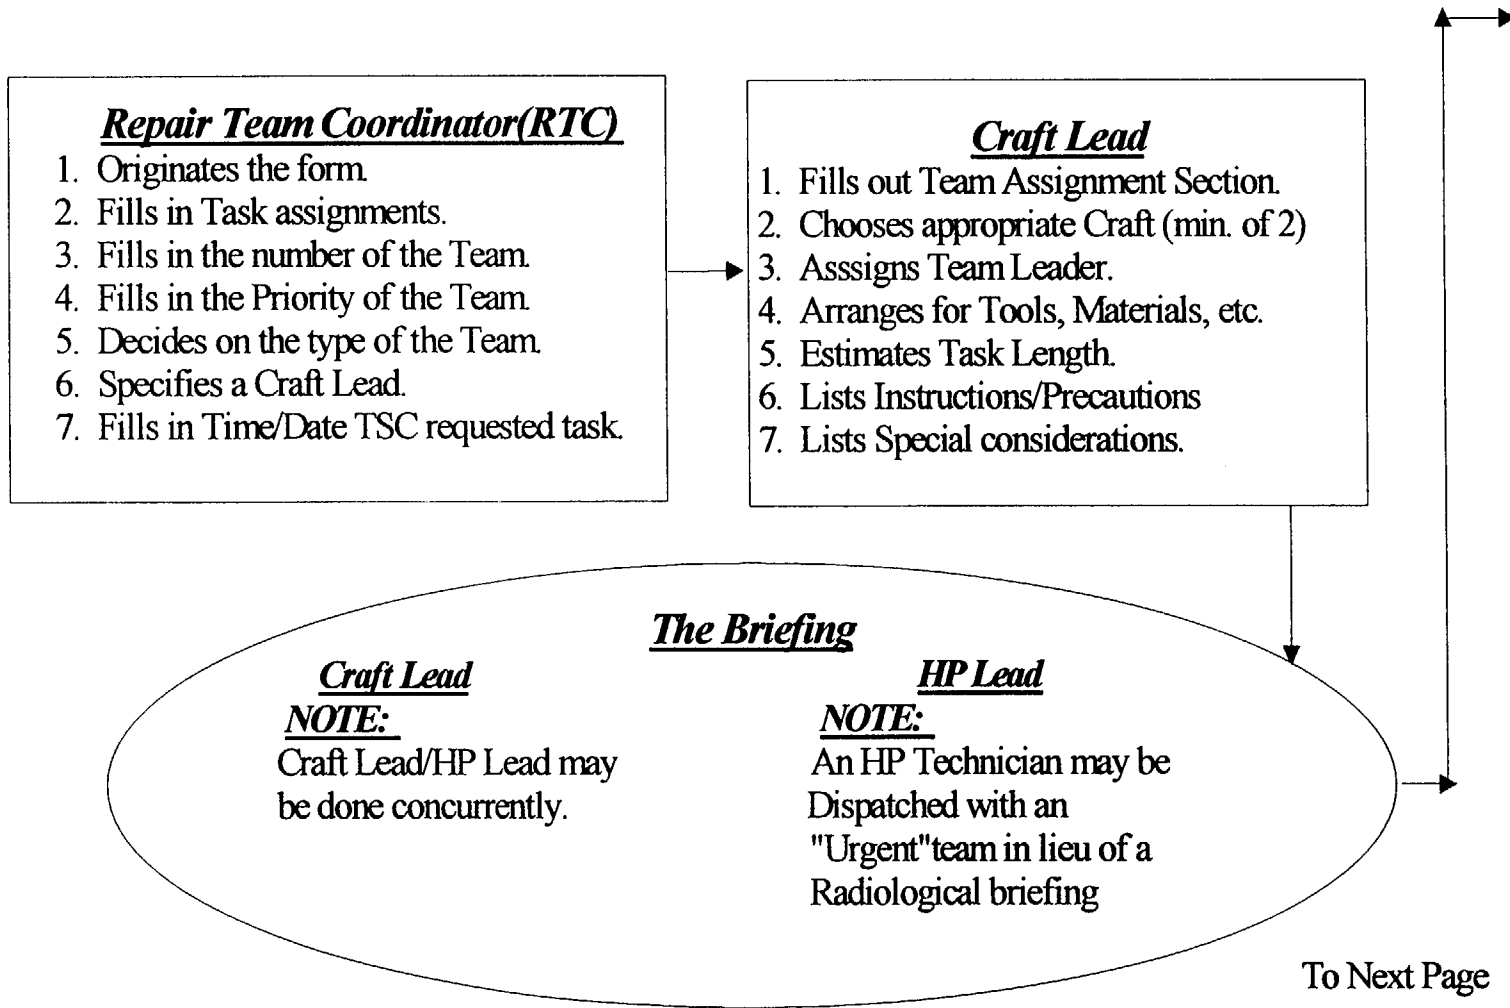 Repair Team Coordinator(RTC)
1. Originates the form.
2. Fills in Task assignments.
3. Fills in the number of the Team.
4. Fills in the Priority of the Team.
5. Decides on the type of the Team.
6. Specifies a Craft Lead.
7. Fills in Time/Date TSC requested task.
Craft Lead
1. Fills out Team Assignment Section.
2. Chooses appropriate Craft (min. of 2)
3. Asssigns Team Leader.
4. Arranges for Tools, Materials, etc.
5. Estimates Task Length.
6. Lists Instructions/Precautions
7. Lists Special considerations.
The Briefing
Craft Lead
NOTE:
Craft Lead/HP Lead may
be done concurrently.
HP Lead
NOTE:
An HP Technician may be
Dispatched with an
"Urgent"team in lieu of a
Radiological briefing
To Next Page